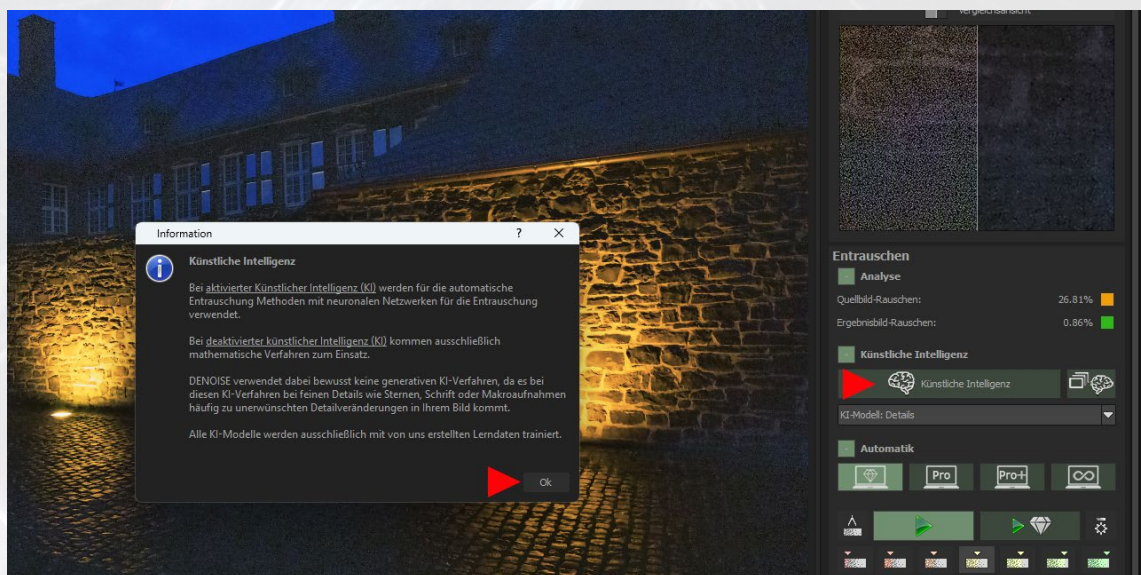 Vergleichsansicht
Information
?
Künstliche Intelligenz
Bei aktivierter Künstlicher Intelligenz (KI) werden für die automatische
Entrauschung Methoden mit neuronalen Netzwerken für die Entrauschung
verwendet.
Bei deaktivierter künstlicher Intelligenz (KI) kommen ausschließlich
mathematische Verfahren zum Einsatz.
DENOISE verwendet dabei bewusst keine generativen KI-Verfahren, da es bei
diesen KI-Verfahren bei feinen Details wie Sternen, Schrift oder Makroaufnahmen
häufig zu unerwünschten Detailveränderungen in Ihrem Bild kommt.
Alle KI-Modelle werden ausschließlich mit von uns erstellten Lerndaten trainiert.
Ok
Entrauschen
Analyse
Quellbild-Rauschen: 26.81%
Ergebnisbild-Rauschen: 0.86%
Künstliche Intelligenz
Künstliche Intelligenz
KI-Modell: Details
Automatik
Pro
Pro+